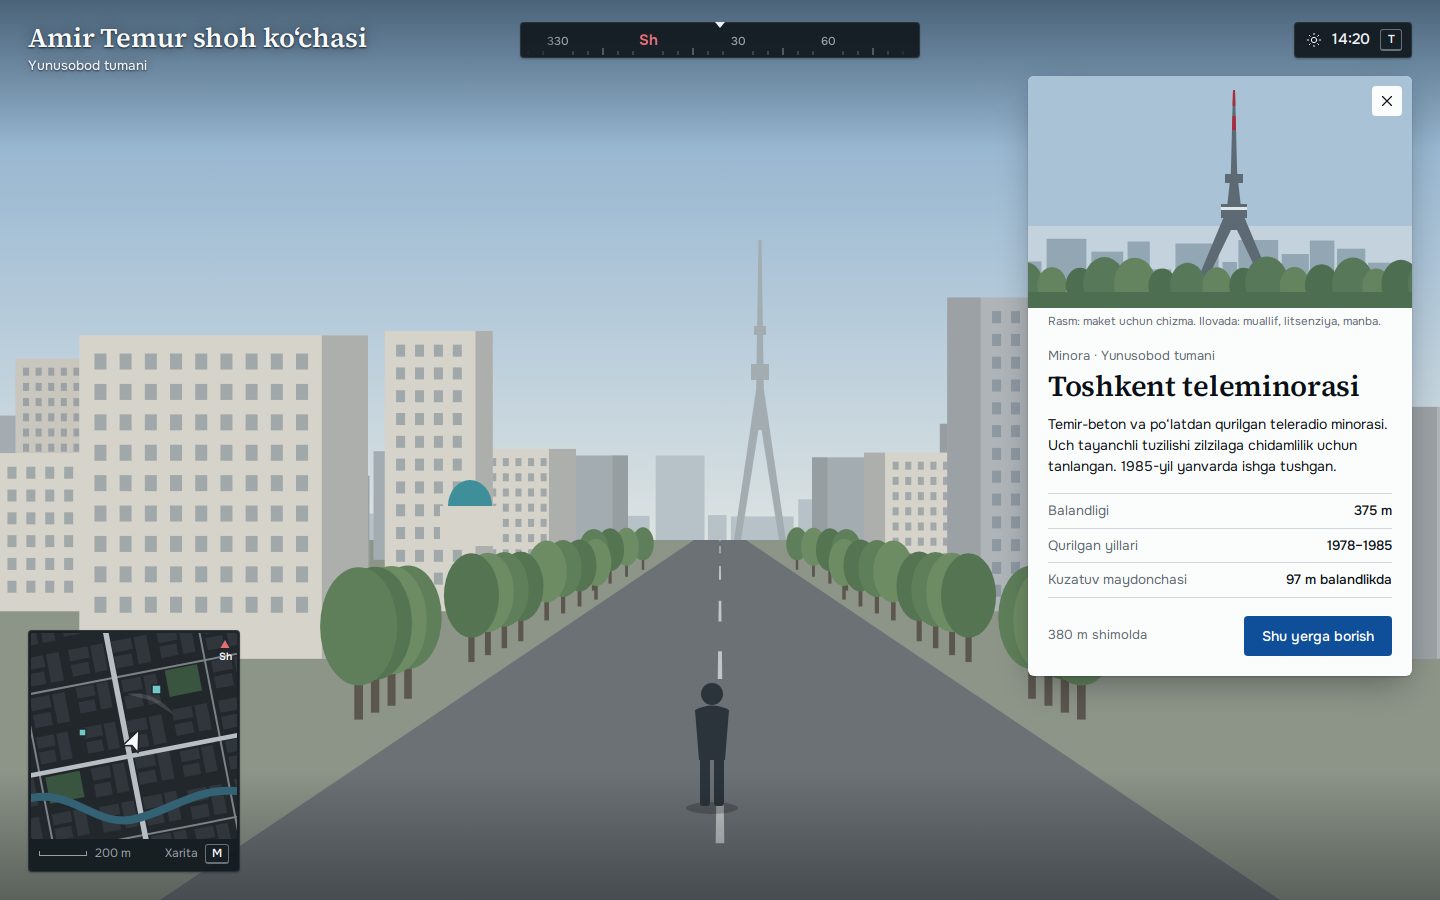 Amir Temur shoh koʻchasi
Yunusobod tumani
330 Sh 30 60
14:20 T
Rasm: maket uchun chizma. Ilovada: muallif, litsenziya, manba.
Minora · Yunusobod tumani
Toshkent teleminorasi
Temir-beton va poʻlatdan qurilgan teleradio minorasi.
Uch tayanchli tuzilishi zilzilaga chidamlilik uchun
tanlangan. 1985-yil yanvarda ishga tushgan.
Balandligi 375 m
Qurilgan yillari 1978–1985
Kuzatuv maydonchasi 97 m balandlikda
380 m shimolda Shu yerga borish
Sh
200 m Xarita M